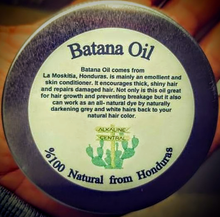 Batana Oil
Batana Oil comes from
La Moskitia, Honduras. is mainly an emollient and
skin conditioner. It encourages thick, shiny hair
and repairs damaged hair. Not only is this oil great
for hair growth and preventing breakage but it also
can work as an all- natural dye by naturally
darkening grey and white hairs back to your
natural hair color.
ALKALINE
CENTRAL
%100 Natural from Honduras